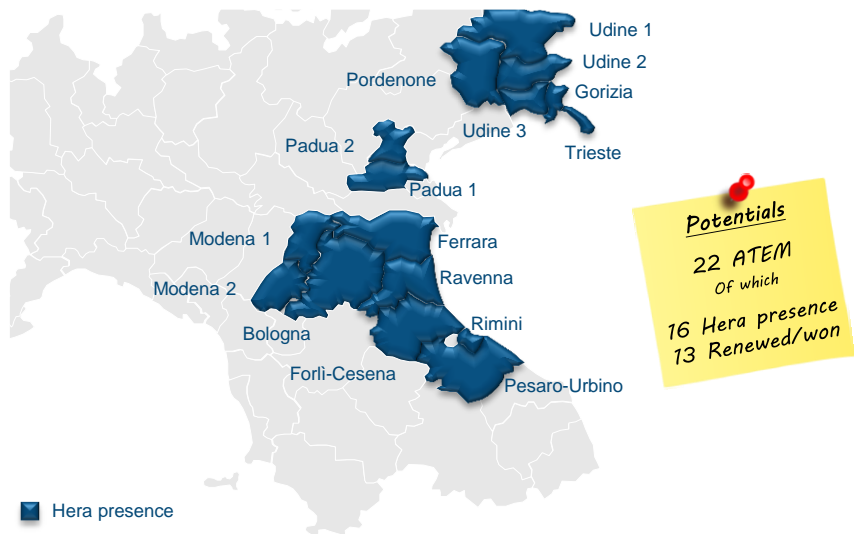 Udine 1
Udine 2
Pordenone
Gorizia
Udine 3
Trieste
Padua 2
Padua 1
Modena 1
Ferrara
Modena 2
Ravenna
Bologna
Rimini
Forlì-Cesena
Pesaro-Urbino
Potentials
22 ATEM
Of which
16 Hera presence
13 Renewed/won
Hera presence